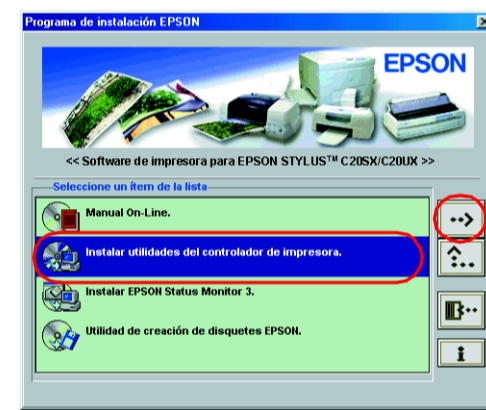 Programa de instalación EPSON
EPSON
<< Software de impresora para EPSON STYLUS™ C20SX/C20UX >>
Seleccione un ítem de la lista
Manual On-Line.
Instalar utilidades del controlador de impresora.
Instalar EPSON Status Monitor 3.
Utilidad de creación de disquetes EPSON.